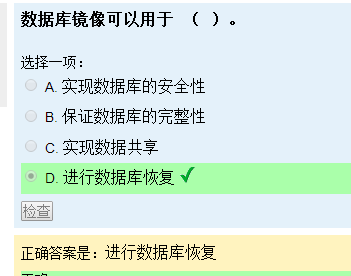 数据库镜像可以用于 （ ）。
选择一项：
A. 实现数据库的安全性
B. 保证数据库的完整性
C. 实现数据共享
D. 进行数据库恢复 ✓
检查
正确答案是：进行数据库恢复